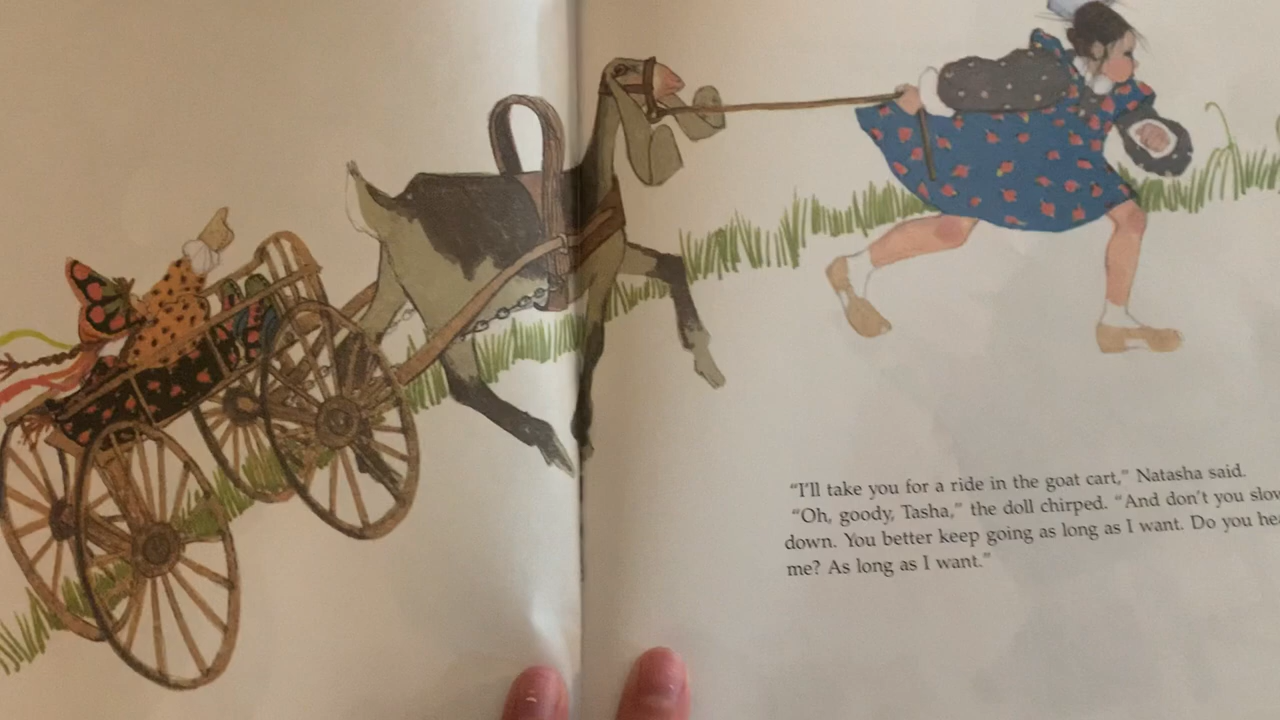 “I’ll take you for a ride in the goat cart,” Natasha said.
“Oh, goody, Tasha,” the doll chirped. “And don’t you slow
down. You better keep going as long as I want. Do you
me? As long as I want.”